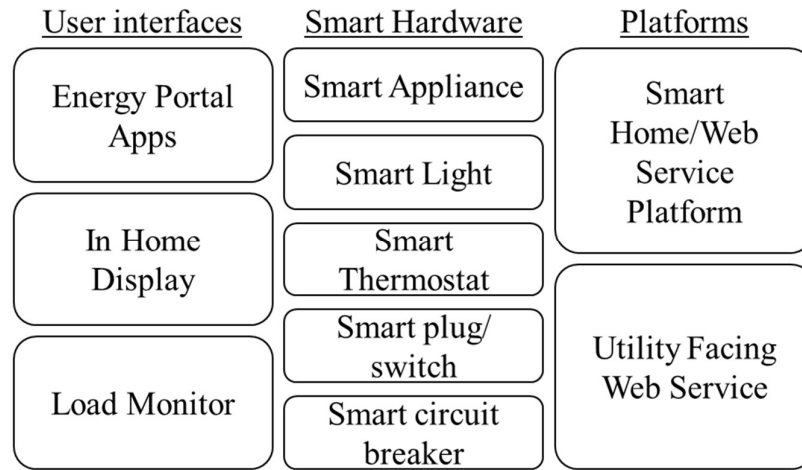 User interfaces
Energy Portal
Apps
In Home
Display
Load Monitor
Smart Hardware
Smart Appliance
Smart Light
Smart
Thermostat
Smart plug/
switch
Smart circuit
breaker
Platforms
Smart
Home/Web
Service
Platform
Utility Facing
Web Service